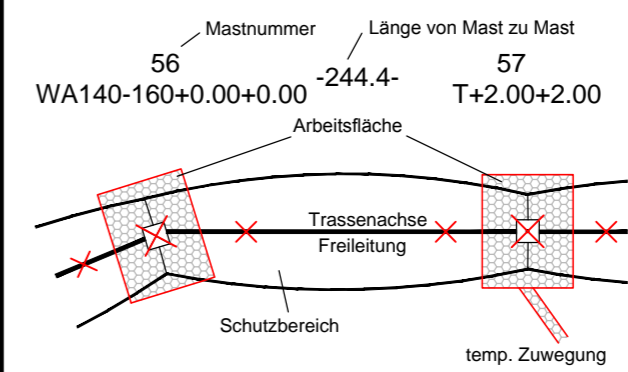 Mastnummer
Länge von Mast zu Mast
56
-244.4-
57
WA140-160+0.00+0.00
T+2.00+2.00
Arbeitsfläche
Trassenachse
Freileitung
Schutzbereich
temp. Zuwegung